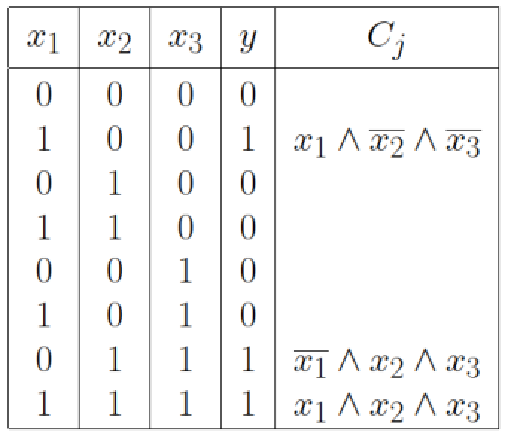 x₁ x₂ x₃ y Cⱼ
0 0 0 0
1 0 0 1 x₁ ∧ x̅₂̅ ∧ x̅₃̅
0 1 0 0
1 1 0 0
0 0 1 0
1 0 1 0
0 1 1 1 x̅₁̅ ∧ x₂ ∧ x₃
1 1 1 1 x₁ ∧ x₂ ∧ x₃